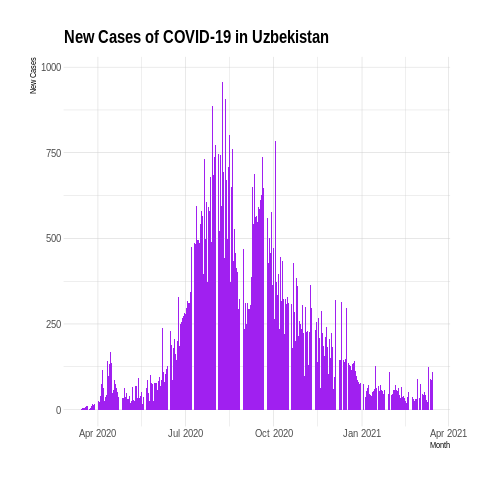 New Cases of COVID-19 in Uzbekistan
New Cases
1000
750
500
250
0
Apr 2020
Jul 2020
Oct 2020
Jan 2021
Apr 2021
Month